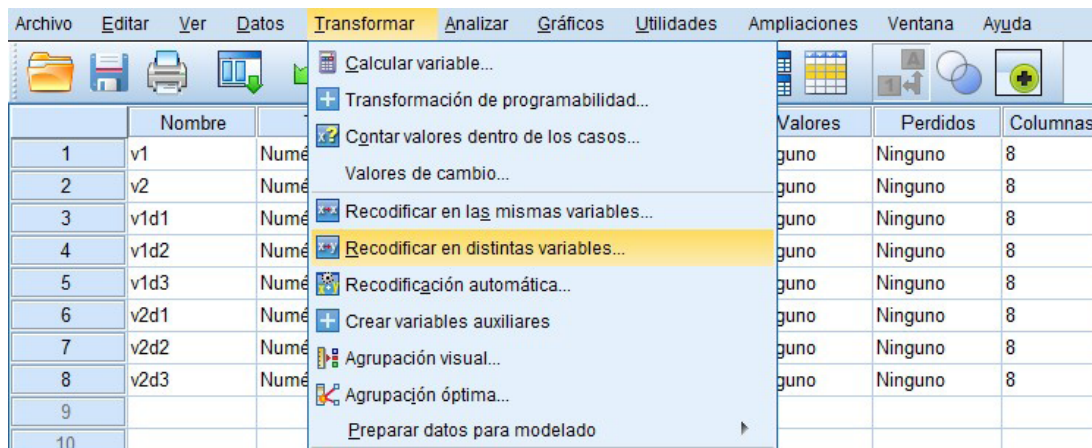 Archivo Editar Ver Datos Transformar Analizar Gráficos Utilidades Ampliaciones Ventana Ayuda
Calcular variable...
Transformación de programabilidad...
Contar valores dentro de los casos...
Valores de cambio...
Recodificar en las mismas variables...
Recodificar en distintas variables...
Recodificación automática...
Crear variables auxiliares
Agrupación visual...
Agrupación óptima...
Preparar datos para modelado
A
1
Nombre T Valores Perdidos Columnas
1 v1 Numé guno Ninguno 8
2 v2 Numé guno Ninguno 8
3 v1d1 Numé guno Ninguno 8
4 v1d2 Numé guno Ninguno 8
5 v1d3 Numé guno Ninguno 8
6 v2d1 Numé guno Ninguno 8
7 v2d2 Numé guno Ninguno 8
8 v2d3 Numé guno Ninguno 8
9
10